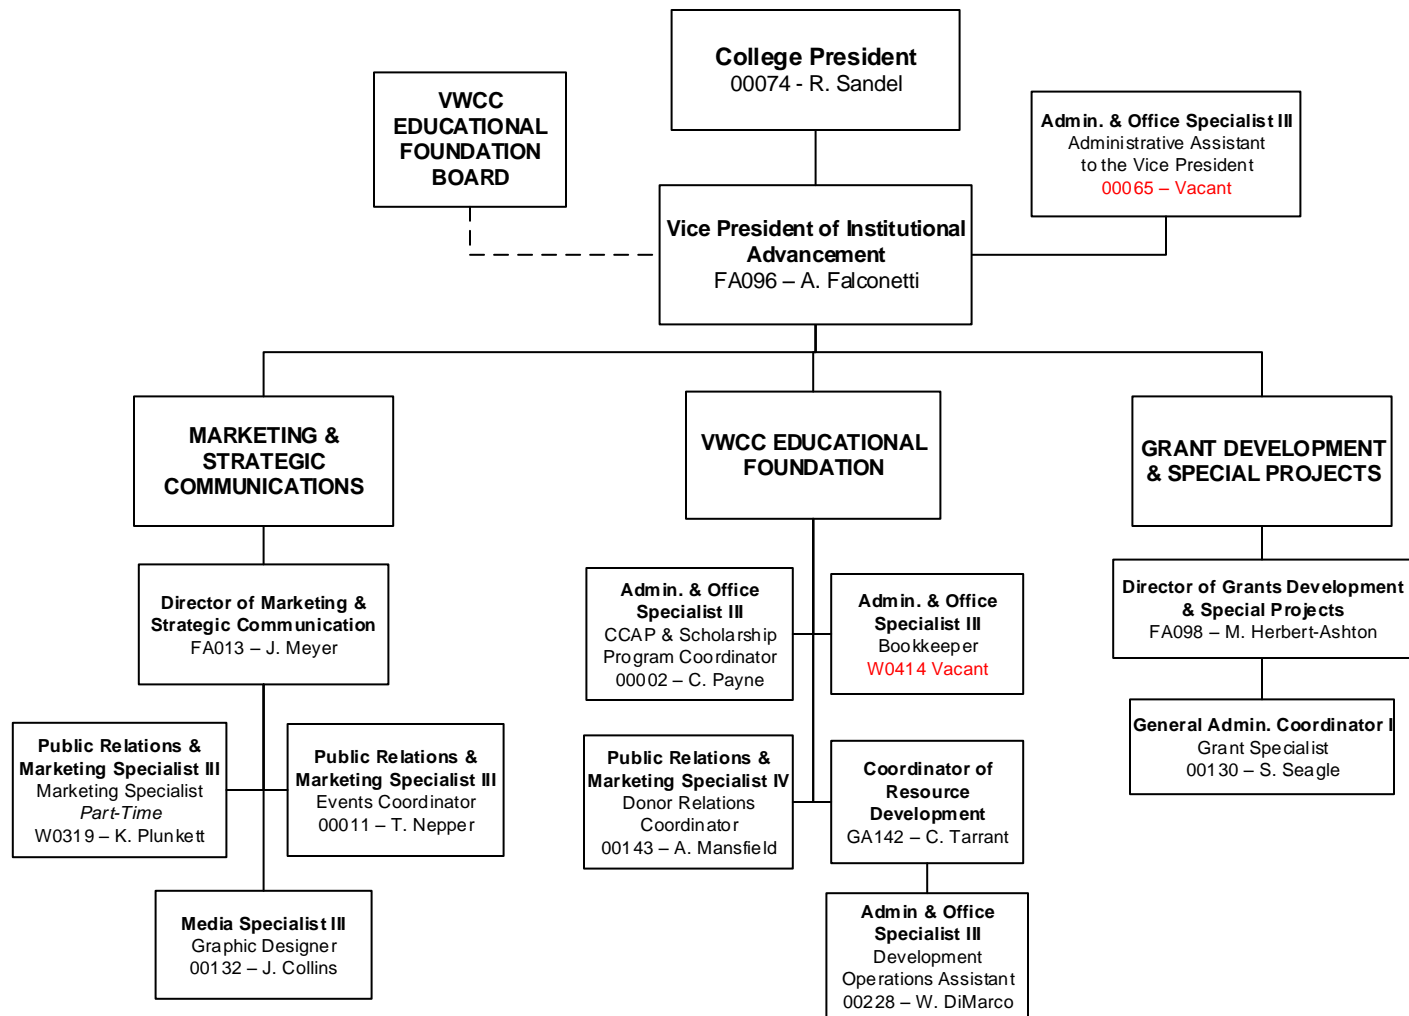 College President
00074 - R. Sandel
VWCC
EDUCATIONAL
FOUNDATION
BOARD
Admin. & Office Specialist III
Administrative Assistant
to the Vice President
00065 – Vacant
Vice President of Institutional
Advancement
FA096 – A. Falconetti
MARKETING &
STRATEGIC
COMMUNICATIONS
VWCC EDUCATIONAL
FOUNDATION
GRANT DEVELOPMENT
& SPECIAL PROJECTS
Director of Marketing &
Strategic Communication
FA013 – J. Meyer
Admin. & Office
Specialist III
CCAP & Scholarship
Program Coordinator
00002 – C. Payne
Admin. & Office
Specialist III
Bookkeeper
W0414 Vacant
Director of Grants Development
& Special Projects
FA098 – M. Herbert-Ashton
Public Relations &
Marketing Specialist III
Marketing Specialist
Part-Time
W0319 – K. Plunkett
Public Relations &
Marketing Specialist III
Events Coordinator
00011 – T. Nepper
Public Relations &
Marketing Specialist IV
Donor Relations
Coordinator
00143 – A. Mansfield
Coordinator of
Resource
Development
GA142 – C. Tarrant
General Admin. Coordinator I
Grant Specialist
00130 – S. Seagle
Media Specialist III
Graphic Designer
00132 – J. Collins
Admin & Office
Specialist III
Development
Operations Assistant
00228 – W. DiMarco